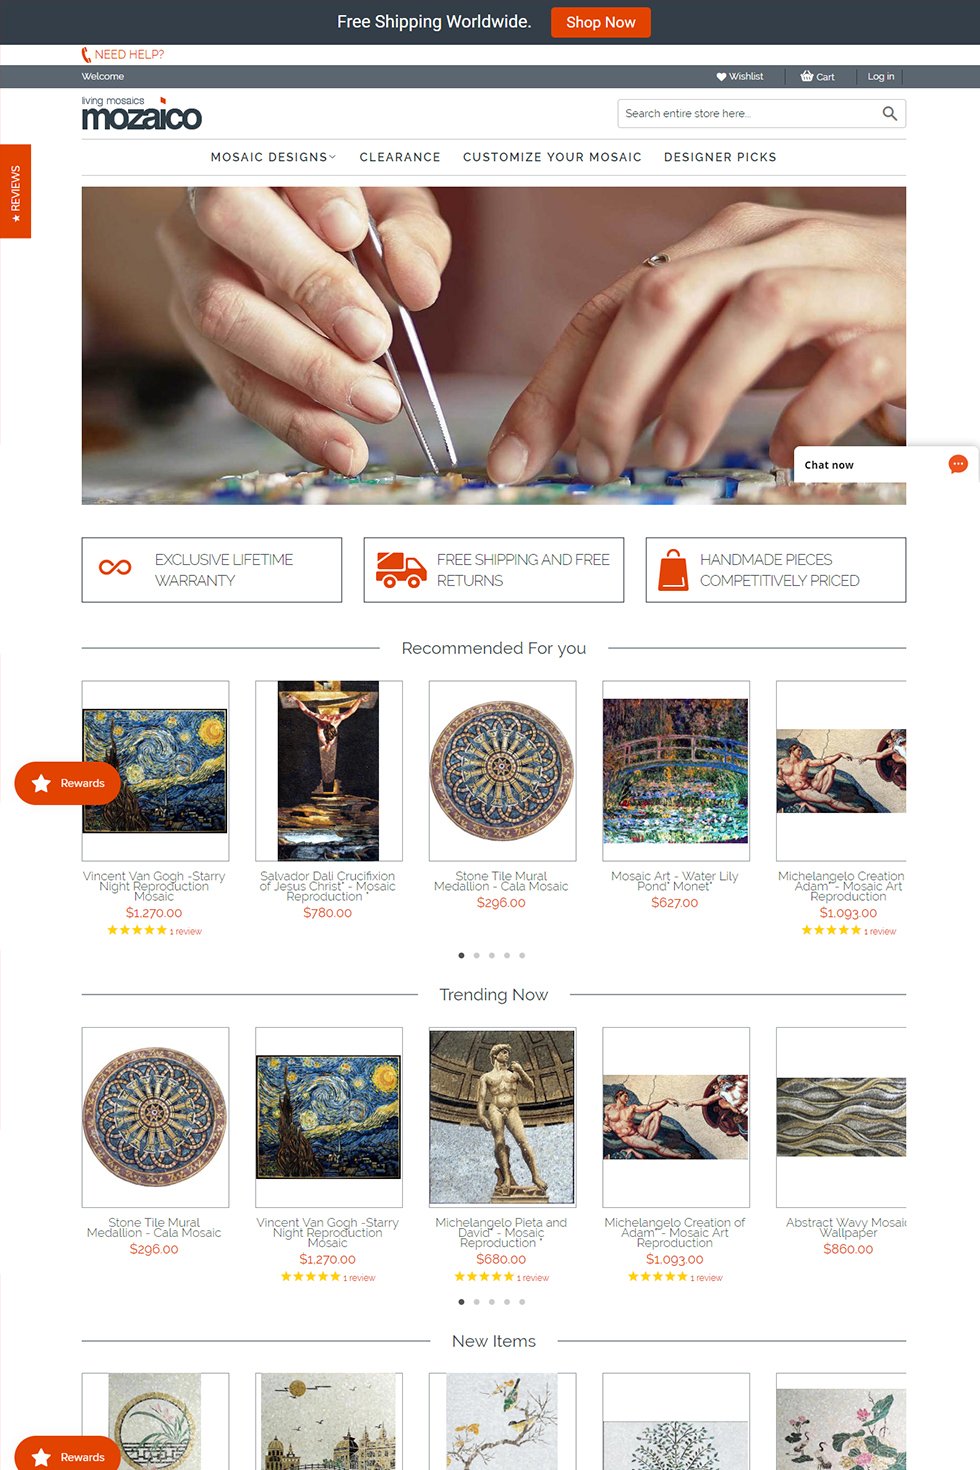 Free Shipping Worldwide. Shop Now
NEED HELP?
Welcome
Wishlist Cart Log in
living mosaics
mozaico
Search entire store here...
★ REVIEWS
MOSAIC DESIGNS CLEARANCE CUSTOMIZE YOUR MOSAIC DESIGNER PICKS
Chat now
EXCLUSIVE LIFETIME
WARRANTY
FREE SHIPPING AND FREE
RETURNS
HANDMADE PIECES
COMPETITIVELY PRICED
Recommended For you
Rewards
Vincent Van Gogh -Starry
Night Reproduction
Mosaic
$1,270.00
1 review
Salvador Dali Crucifixion
of Jesus Christ" - Mosaic
Reproduction "
$780.00
Stone Tile Mural
Medallion - Cala Mosaic
$296.00
Mosaic Art - Water Lily
Pond" Monet"
$627.00
Michelangelo Creation
Adam" - Mosaic Art
Reproduction
$1,093.00
1 review
Trending Now
Stone Tile Mural
Medallion - Cala Mosaic
$296.00
Vincent Van Gogh -Starry
Night Reproduction
Mosaic
$1,270.00
1 review
Michelangelo Pieta and
David" - Mosaic
Reproduction "
$680.00
1 review
Michelangelo Creation of
Adam" - Mosaic Art
Reproduction
$1,093.00
1 review
Abstract Wavy Mosaic
Wallpaper
$860.00
New Items
Rewards